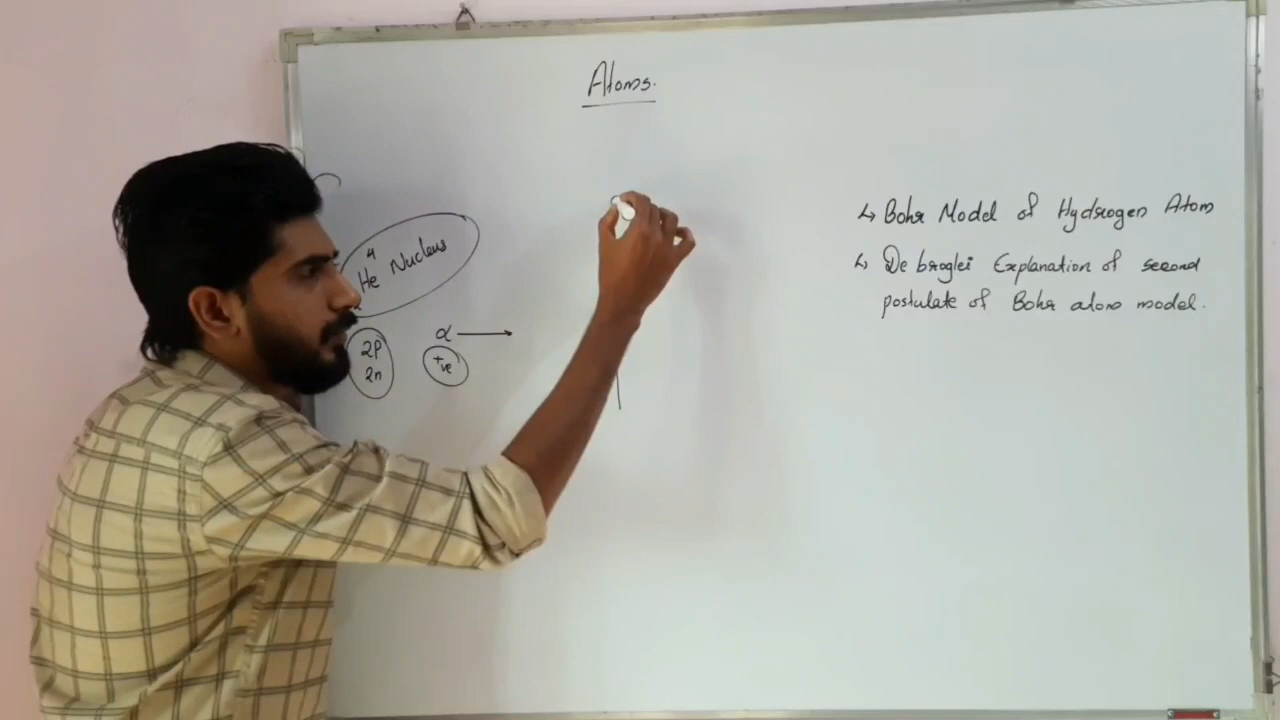 Atoms.
4
He Nucleus
2P
2n
α →
+ve
↳ Bohr Model of Hydrogen Atom
↳ De broglei Explanation of second
postulate of Bohr atom model.